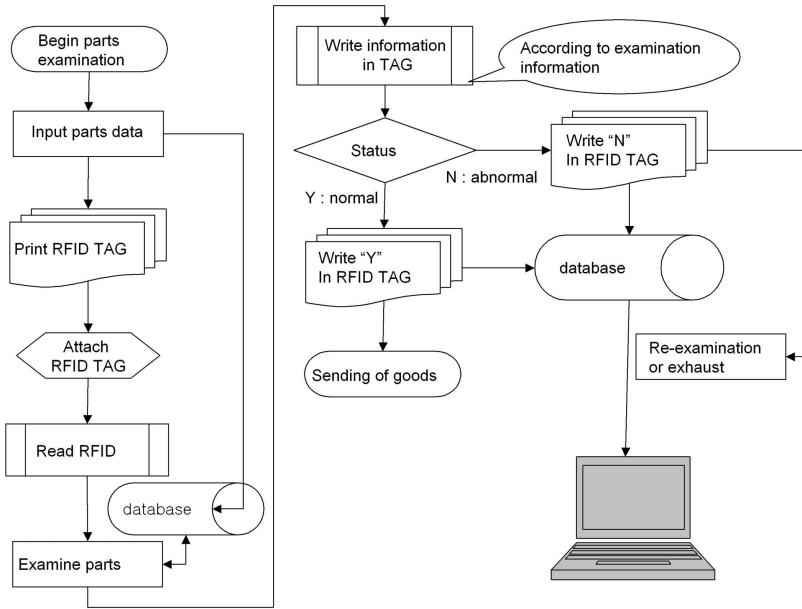 Begin parts
examination
Input parts data
Print RFID TAG
Attach
RFID TAG
Read RFID
database
Examine parts
Write information
in TAG
According to examination
information
Status
N : abnormal
Y : normal
Write “N”
In RFID TAG
Write “Y”
In RFID TAG
database
Sending of goods
Re-examination
or exhaust